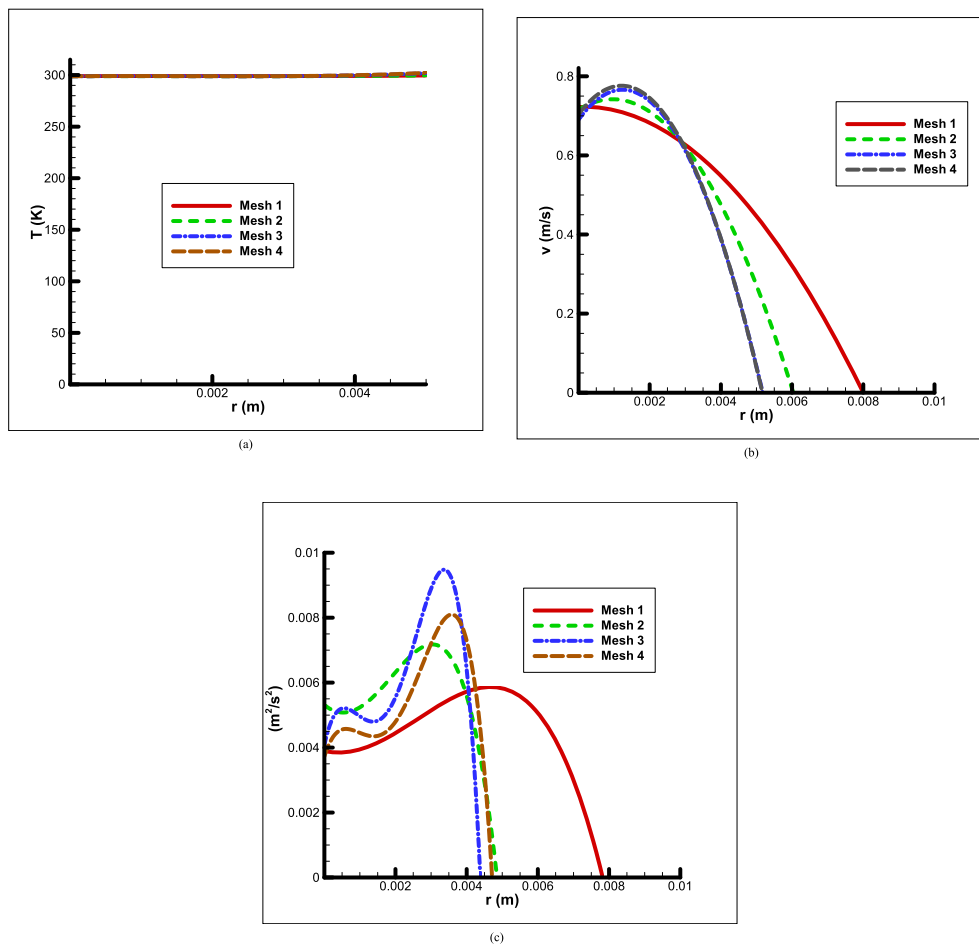 T (K)
300
250
200
150
100
50
0
0.002
0.004
r (m)
Mesh 1
Mesh 2
Mesh 3
Mesh 4
(a)
v (m/s)
0.8
0.6
0.4
0.2
0
0.002
0.004
0.006
0.008
0.01
r (m)
Mesh 1
Mesh 2
Mesh 3
Mesh 4
(b)
(m²/s²)
0.01
0.008
0.006
0.004
0.002
0
0.002
0.004
0.006
0.008
0.01
r (m)
Mesh 1
Mesh 2
Mesh 3
Mesh 4
(c)